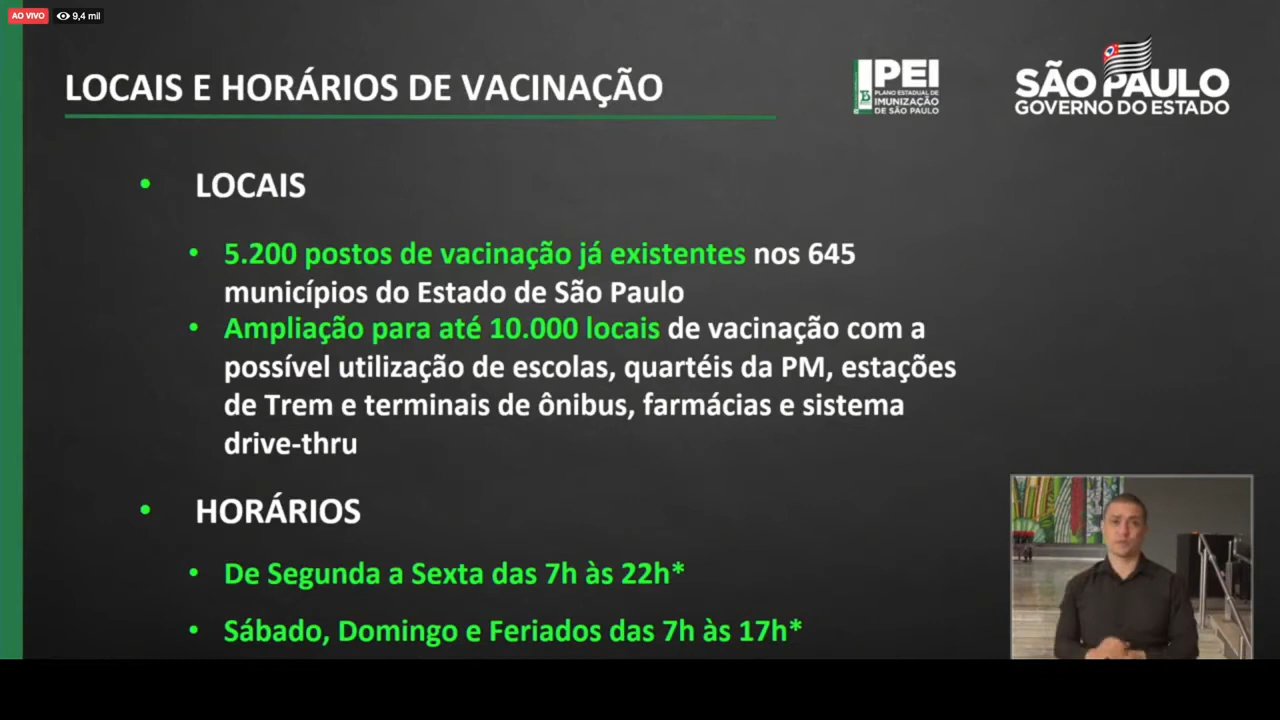 AO VIVO 9,4 mil
LOCAIS E HORÁRIOS DE VACINAÇÃO
PEI
PLANO ESTADUAL DE
IMUNIZAÇÃO
DE SÃO PAULO
SÃO PAULO
GOVERNO DO ESTADO
• LOCAIS
• 5.200 postos de vacinação já existentes nos 645
municípios do Estado de São Paulo
• Ampliação para até 10.000 locais de vacinação com a
possível utilização de escolas, quartéis da PM, estações
de Trem e terminais de ônibus, farmácias e sistema
drive-thru
• HORÁRIOS
• De Segunda a Sexta das 7h às 22h*
• Sábado, Domingo e Feriados das 7h às 17h*